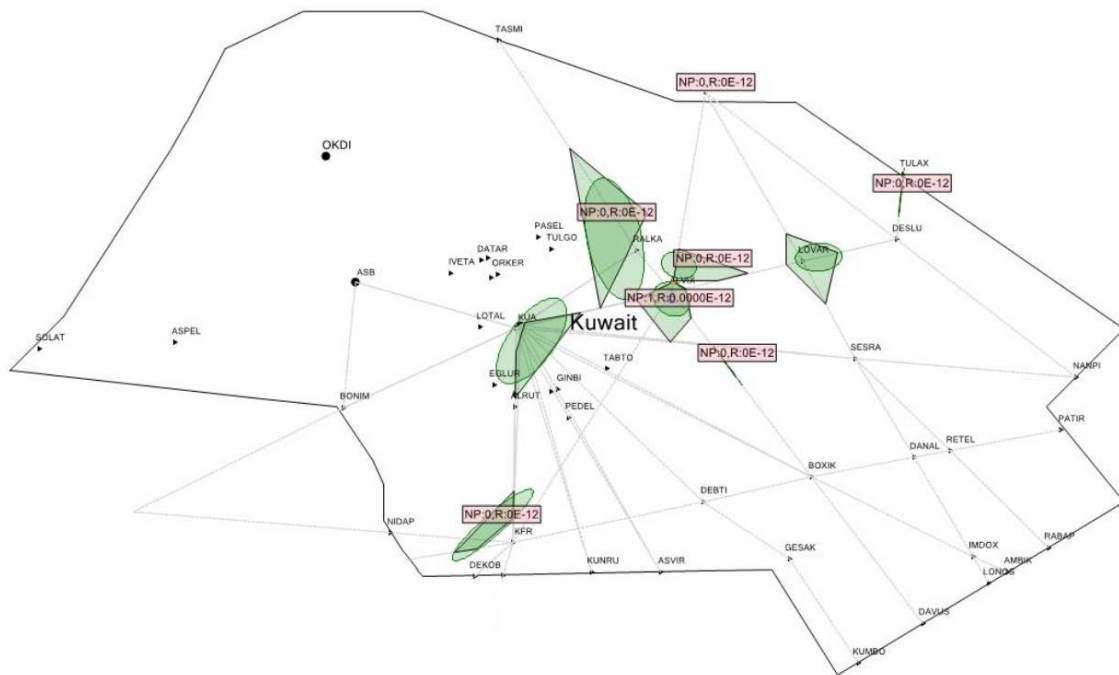 TASMI
NP:0,R:0E-12
OKDI
TULAX
NP:0,R:0E-12
NP:0,R:0E-12
PASEL
DESLU
TULGO
RALKA
DATAR
NP:0,R:0E-12
LOVAR
IVETA
ORKER
ASB
NP:1,R:0.0000E-12
LOTAL
KUA
Kuwait
ASPEL
SOLAT
NP:0,R:0E-12
SESRA
TABTO
NANPI
EGLUR
GINBI
BONIM
ALRUT
PEDEL
PATIR
DANAL
RETEL
BOXIK
DEBTI
NP:0,R:0E-12
NIDAP
KFR
GESAK
IMDOX
RABAP
DEKOB
KUNRU
ASVIR
AMBIK
LONOS
DAVUS
KUMBO